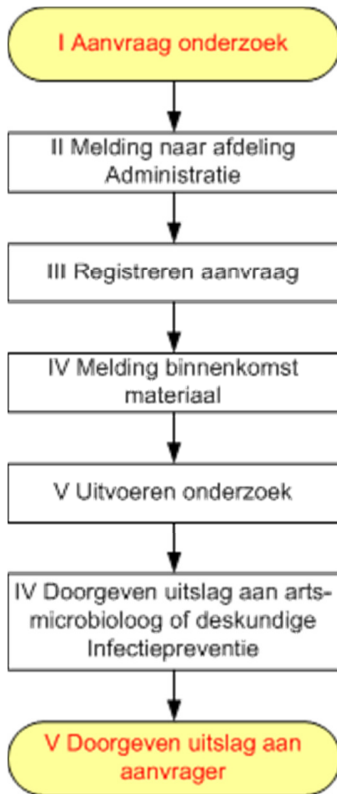 I Aanvraag onderzoek
II Melding naar afdeling
Administratie
III Registreren aanvraag
IV Melding binnenkomst
materiaal
V Uitvoeren onderzoek
IV Doorgeven uitslag aan arts-
microbioloog of deskundige
Infectiepreventie
V Doorgeven uitslag aan
aanvrager